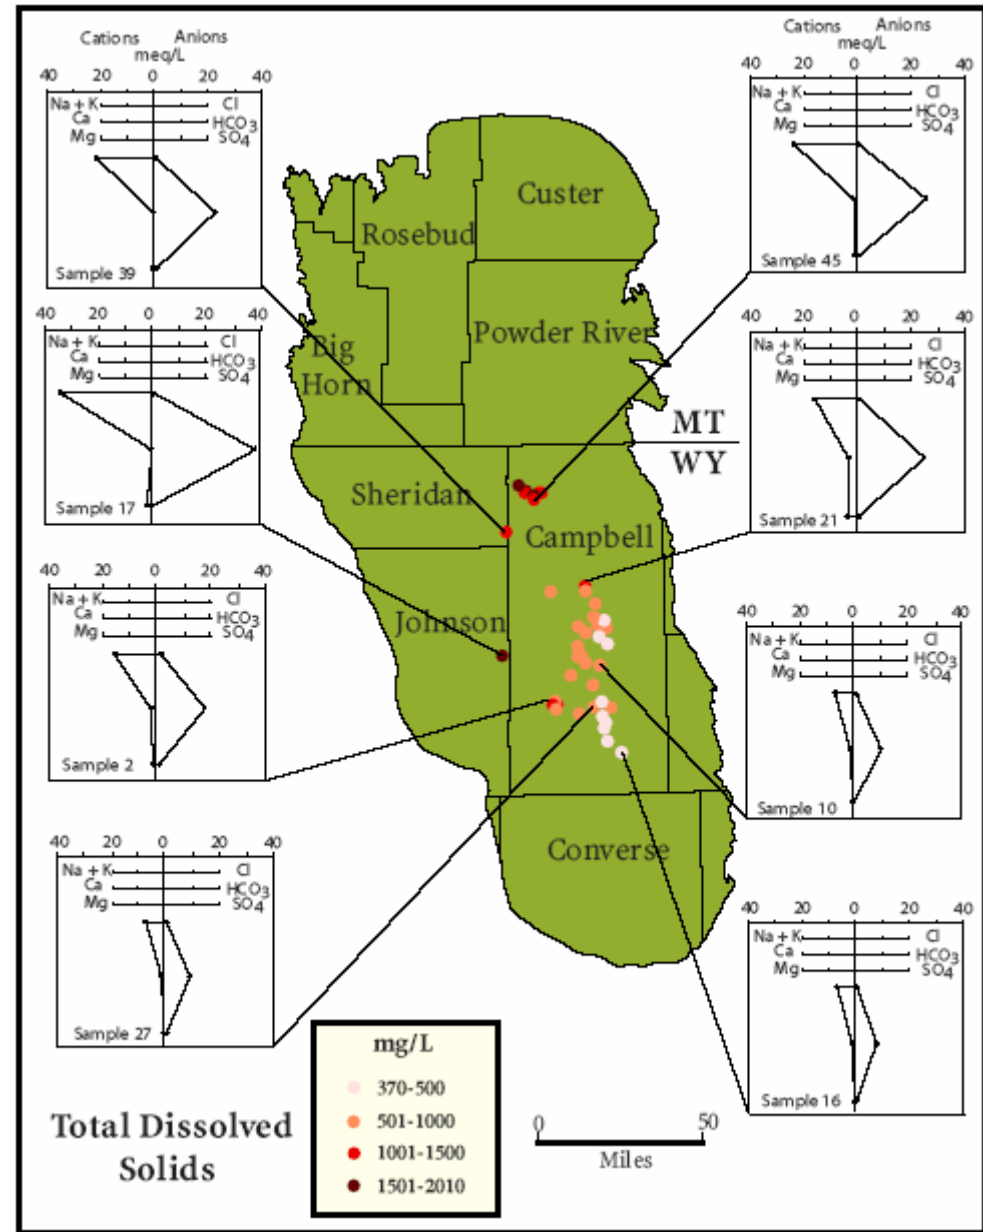 Cations Anions
meq/L
40 20 0 20 40
Na + K Cl
Ca HCO3
Mg SO4
Sample 39
40 20 0 20 40
Na + K Cl
Ca HCO3
Mg SO4
Sample 17
40 20 0 20 40
Na + K Cl
Ca HCO3
Mg SO4
Sample 2
40 20 0 20 40
Na + K Cl
Ca HCO3
Mg SO4
Sample 27
Custer
Rosebud
Powder River
Big
Horn
MT
WY
Sheridan
Campbell
Johnson
Converse
Cations Anions
meq/L
40 20 0 20 40
Na + K Cl
Ca HCO3
Mg SO4
Sample 45
40 20 0 20 40
Na + K Cl
Ca HCO3
Mg SO4
Sample 21
40 20 0 20 40
Na + K Cl
Ca HCO3
Mg SO4
Sample 10
40 20 0 20 40
Na + K Cl
Ca HCO3
Mg SO4
Sample 16
Total Dissolved
Solids
mg/L
370-500
501-1000
1001-1500
1501-2010
0 50
Miles